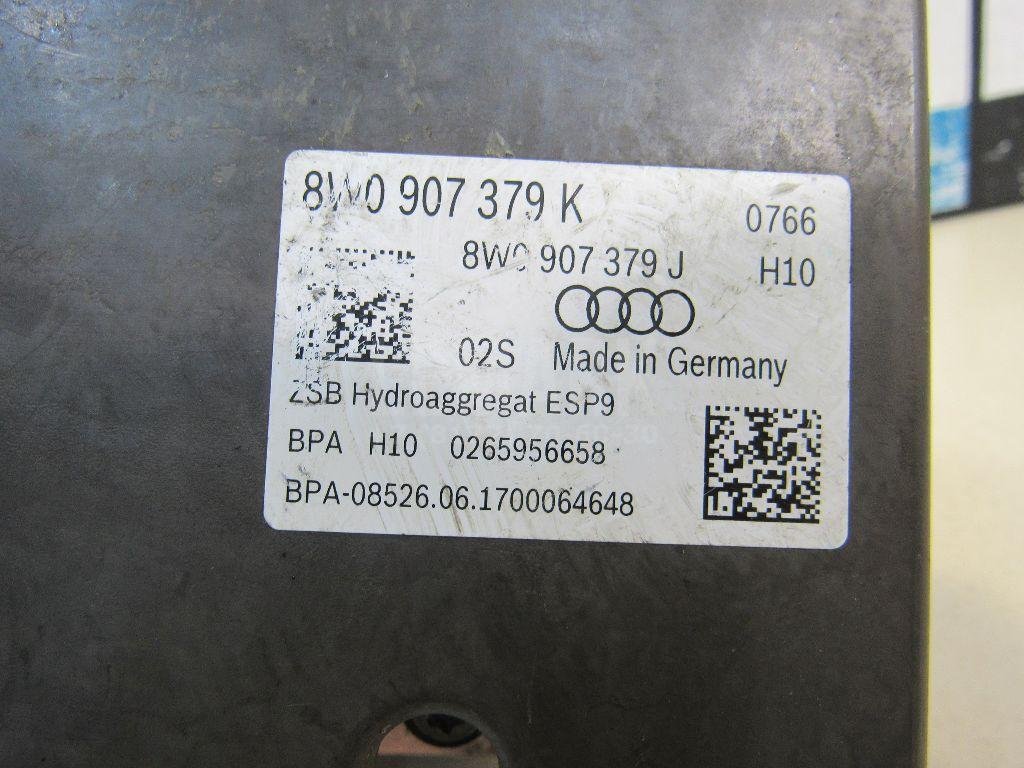 8W0 907 379 K
0766
8W0 907 379 J
H10
02S Made in Germany
ZSB Hydroaggregat ESP9
BPA H10 0265956658
BPA-08526.06.1700064648